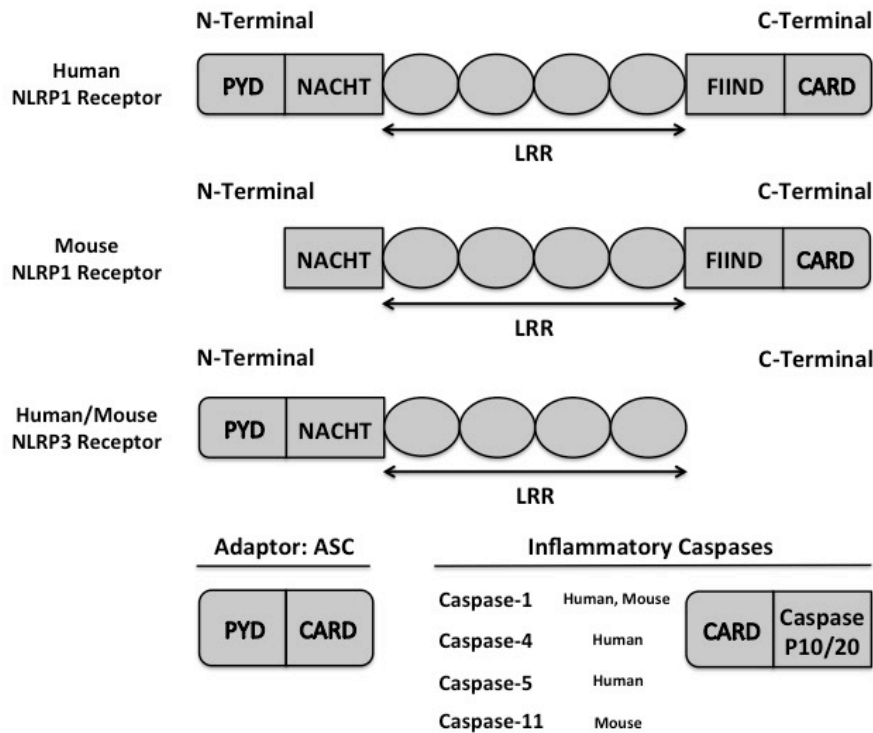 N-Terminal C-Terminal
Human
NLRP1 Receptor
PYD NACHT FIIND CARD
LRR
N-Terminal C-Terminal
Mouse
NLRP1 Receptor
NACHT FIIND CARD
LRR
N-Terminal C-Terminal
Human/Mouse
NLRP3 Receptor
PYD NACHT
LRR
Adaptor: ASC
PYD CARD
Inflammatory Caspases
Caspase-1 Human, Mouse
Caspase-4 Human
Caspase-5 Human
Caspase-11 Mouse
CARD Caspase
P10/20